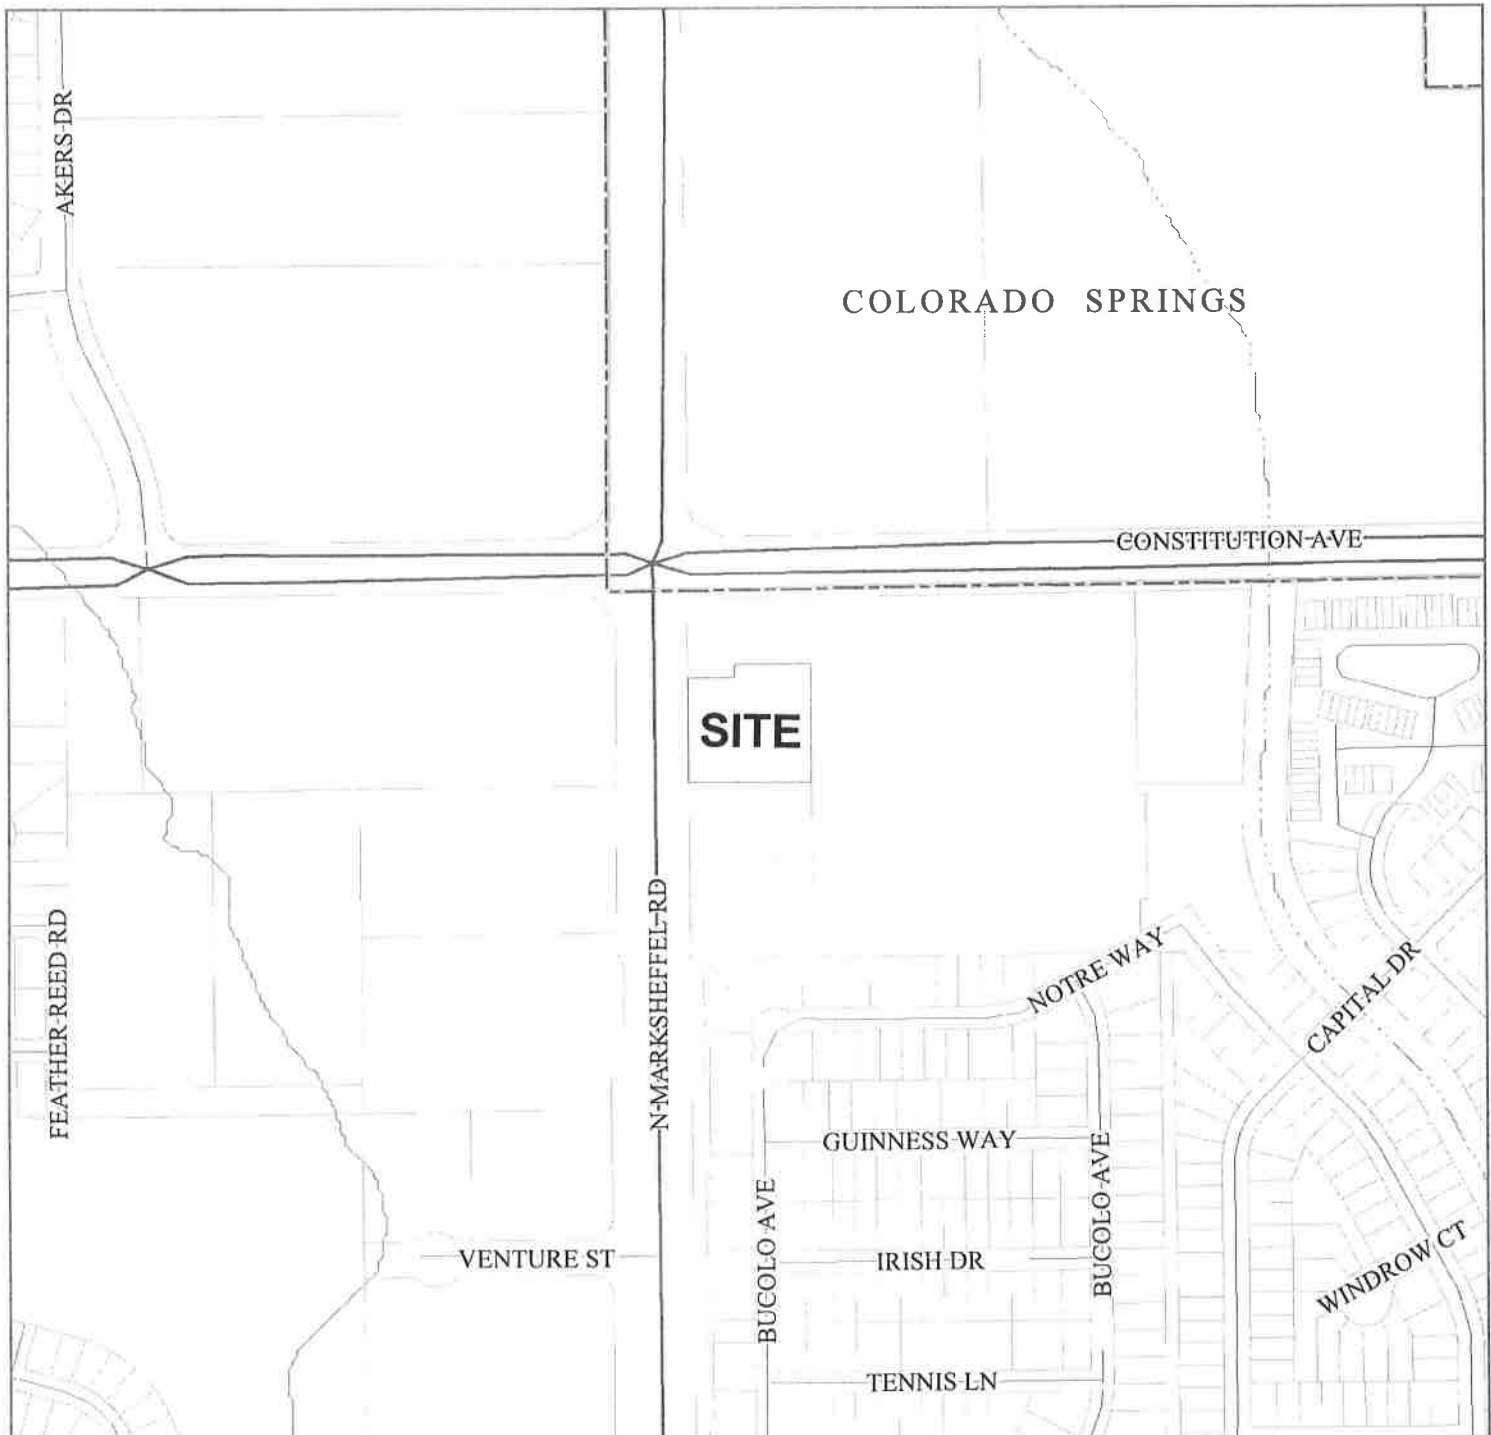 AKERS DR
COLORADO SPRINGS
CONSTITUTION AVE
SITE
N MARKSHEFFEL RD
FEATHER REED RD
NOTRE WAY
CAPITAL DR
GUINNESS WAY
BUCOLO AVE
BUCOLO AVE
VENTURE ST
IRISH DR
WINDROW CT
TENNIS LN